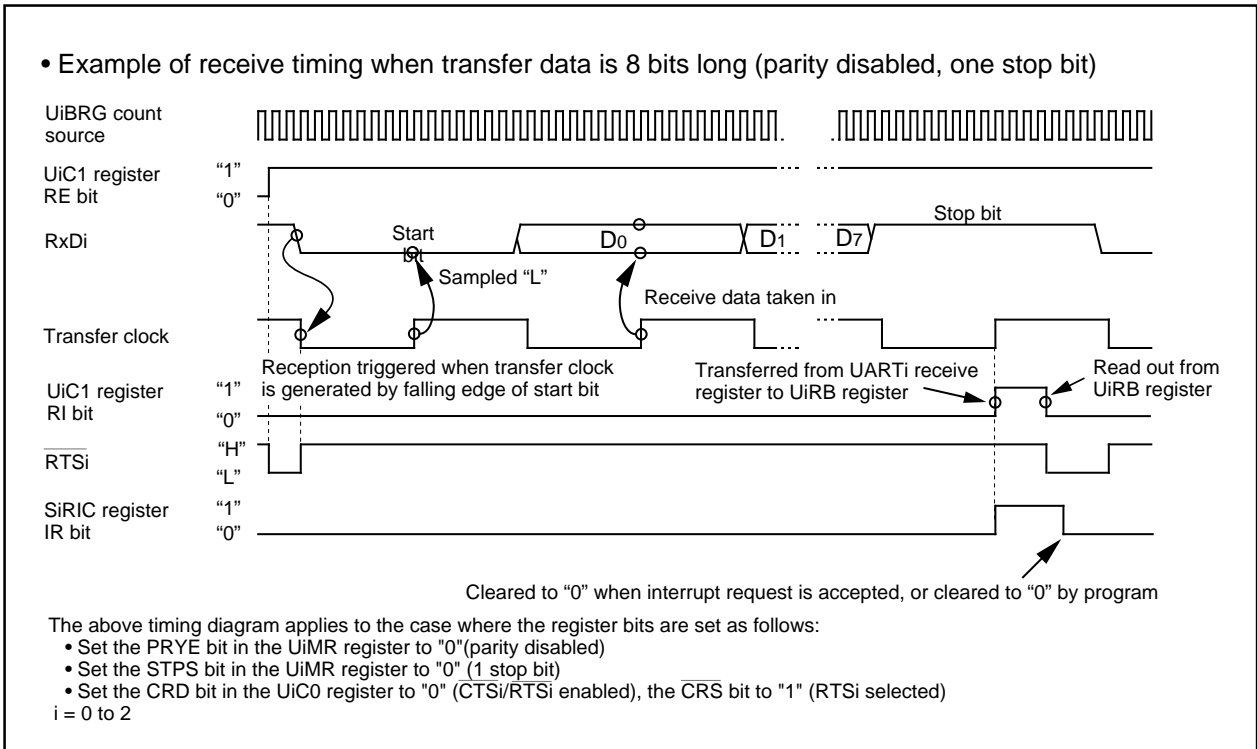 • Example of receive timing when transfer data is 8 bits long (parity disabled, one stop bit)
UiBRG count
source
UiC1 register
RE bit
“1”
“0”
RxDi
Start
bit
D0
D1
D7
Stop bit
Sampled “L”
Receive data taken in
Transfer clock
Reception triggered when transfer clock
is generated by falling edge of start bit
Transferred from UARTi receive
register to UiRB register
Read out from
UiRB register
UiC1 register
RI bit
“1”
“0”
RTSi
“H”
“L”
SiRIC register
IR bit
“1”
“0”
Cleared to “0” when interrupt request is accepted, or cleared to “0” by program
The above timing diagram applies to the case where the register bits are set as follows:
• Set the PRYE bit in the UiMR register to "0"(parity disabled)
• Set the STPS bit in the UiMR register to "0" (1 stop bit)
• Set the CRD bit in the UiC0 register to "0" (CTSi/RTSi enabled), the CRS bit to "1" (RTSi selected)
i = 0 to 2